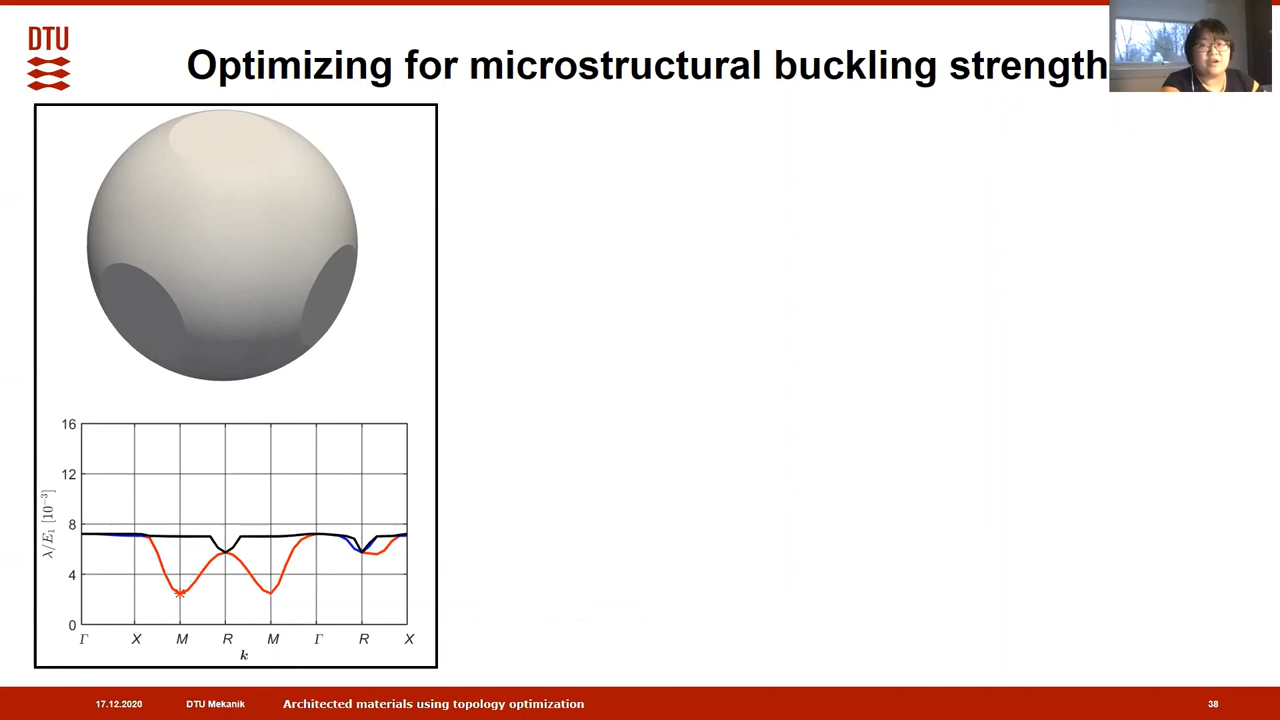 DTU
Optimizing for microstructural buckling strength
16
12
8
4
0
λ/E₁ [10⁻³]
Γ X M R M Γ R X
k
17.12.2020 DTU Mekanik Architected materials using topology optimization 38